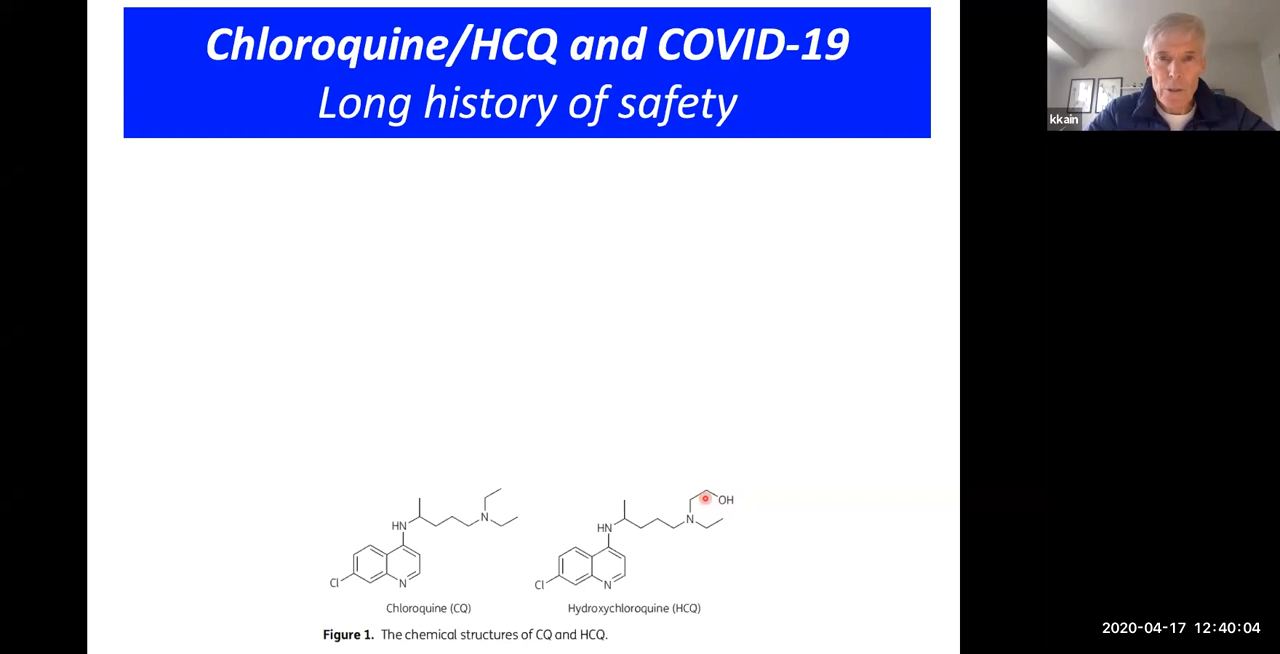 Chloroquine/HCQ and COVID-19
Long history of safety
kkain
OH
HN
N
HN
N
Cl
N
Cl
N
Chloroquine (CQ)
Hydroxychloroquine (HCQ)
Figure 1. The chemical structures of CQ and HCQ.
2020-04-17 12:40:04